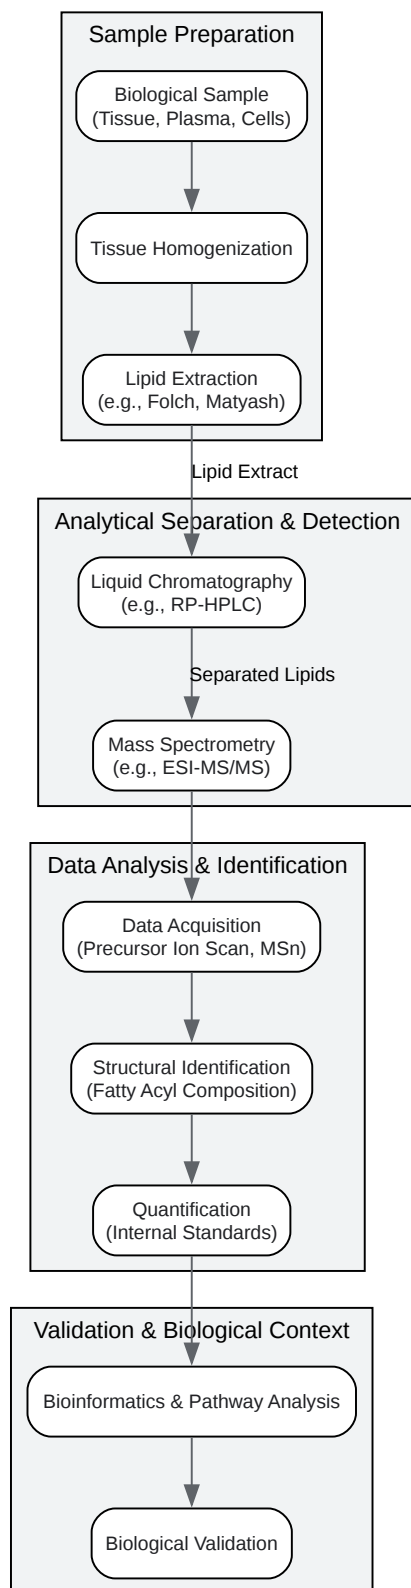 Sample Preparation
Biological Sample
(Tissue, Plasma, Cells)
Tissue Homogenization
Lipid Extraction
(e.g., Folch, Matyash)
Lipid Extract
Analytical Separation & Detection
Liquid Chromatography
(e.g., RP-HPLC)
Separated Lipids
Mass Spectrometry
(e.g., ESI-MS/MS)
Data Analysis & Identification
Data Acquisition
(Precursor Ion Scan, MSn)
Structural Identification
(Fatty Acyl Composition)
Quantification
(Internal Standards)
Validation & Biological Context
Bioinformatics & Pathway Analysis
Biological Validation